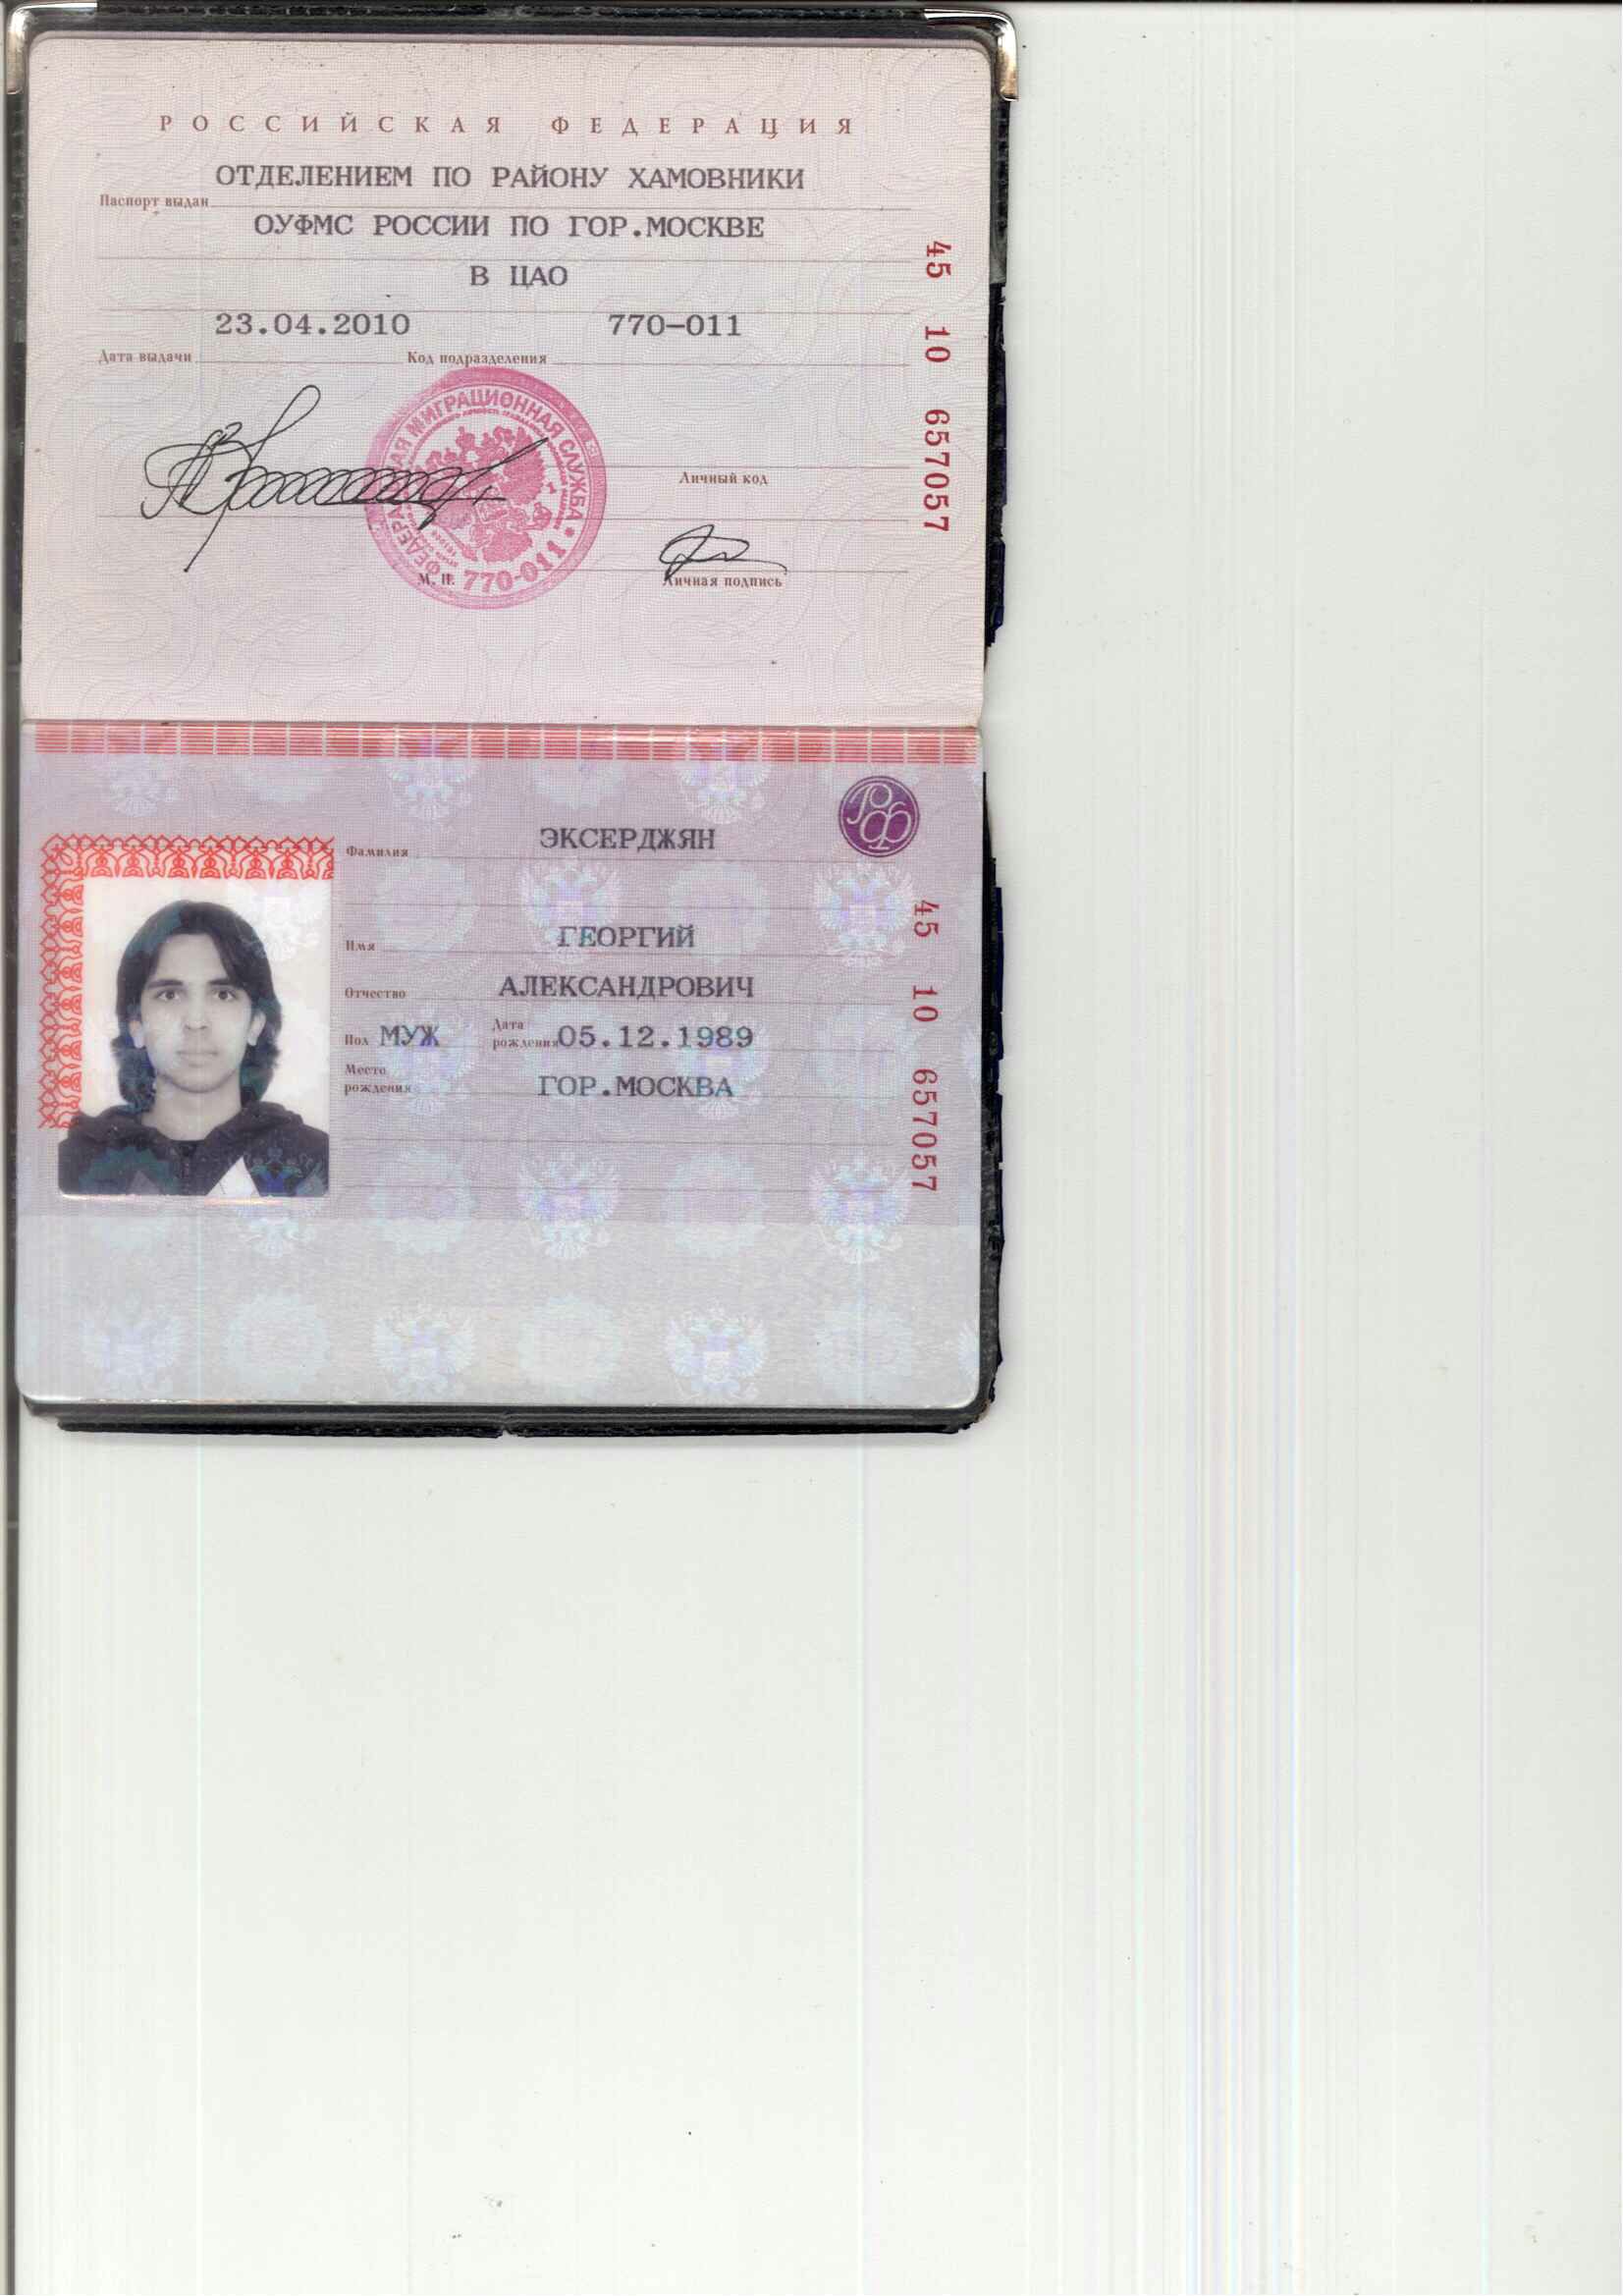 РОССИЙСКАЯ ФЕДЕРАЦИЯ
ОТДЕЛЕНИЕМ ПО РАЙОНУ ХАМОВНИКИ
Паспорт выдан
ОУФМС РОССИИ ПО ГОР.МОСКВЕ
В ЦАО
23.04.2010 770-011
Дата выдачи Код подразделения
ФЕДЕРАЛЬНАЯ МИГРАЦИОННАЯ СЛУЖБА
770-011
Личный код
М. П.
Личная подпись
45 10 657057
РФ
ЭКСЕРДЖЯН
Фамилия
ГЕОРГИЙ
Имя
Отчество АЛЕКСАНДРОВИЧ
Пол МУЖ Дата рождения 05.12.1989
Место рождения ГОР.МОСКВА
45 10 657057